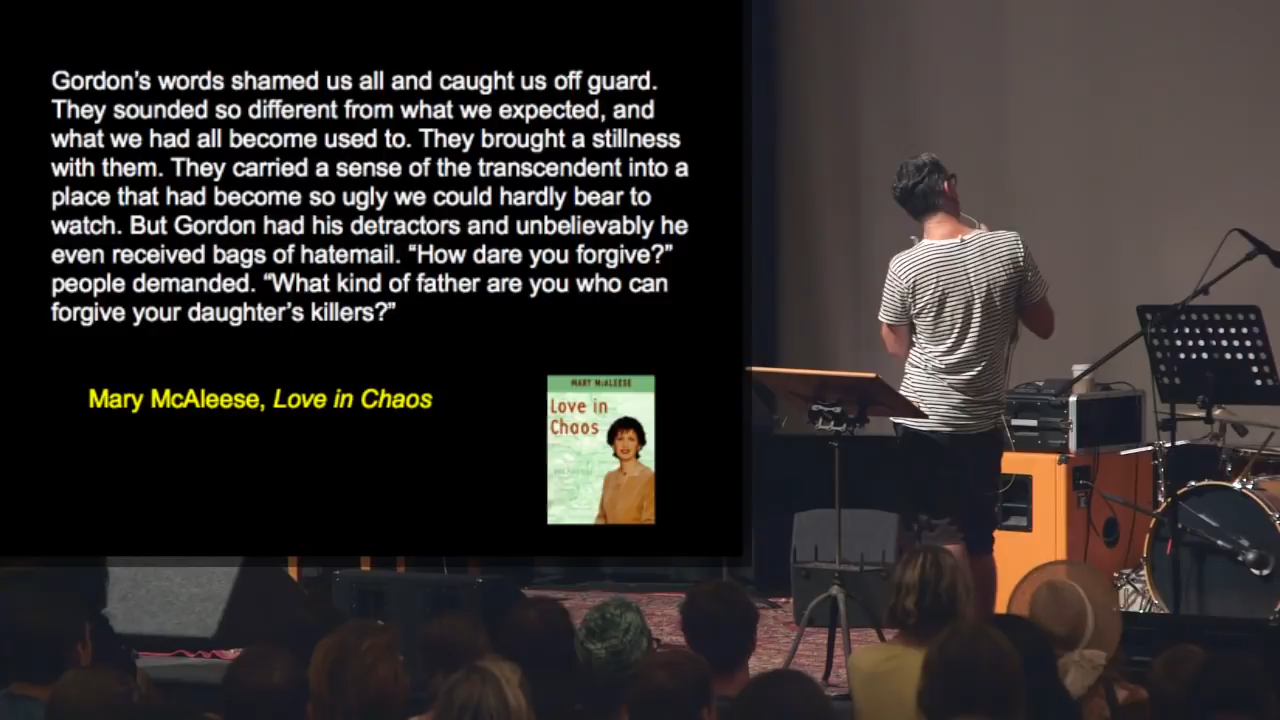 Gordon’s words shamed us all and caught us off guard.
They sounded so different from what we expected, and
what we had all become used to. They brought a stillness
with them. They carried a sense of the transcendent into a
place that had become so ugly we could hardly bear to
watch. But Gordon had his detractors and unbelievably he
even received bags of hatemail. “How dare you forgive?”
people demanded. “What kind of father are you who can
forgive your daughter’s killers?”
Mary McAleese, Love in Chaos
MARY McALEESE
Love in
Chaos